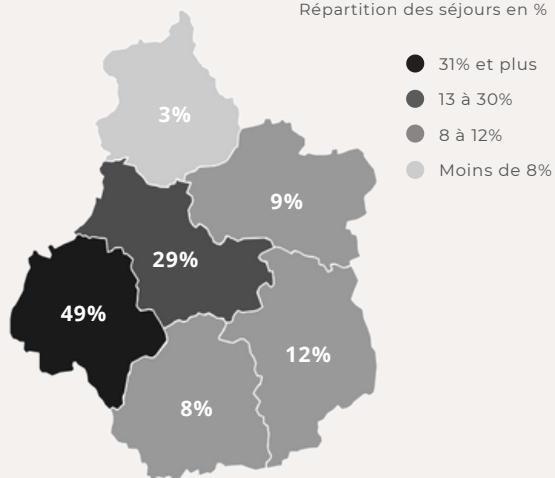 Répartition des séjours en %
31% et plus
13 à 30%
8 à 12%
Moins de 8%
3%
9%
29%
49%
12%
8%